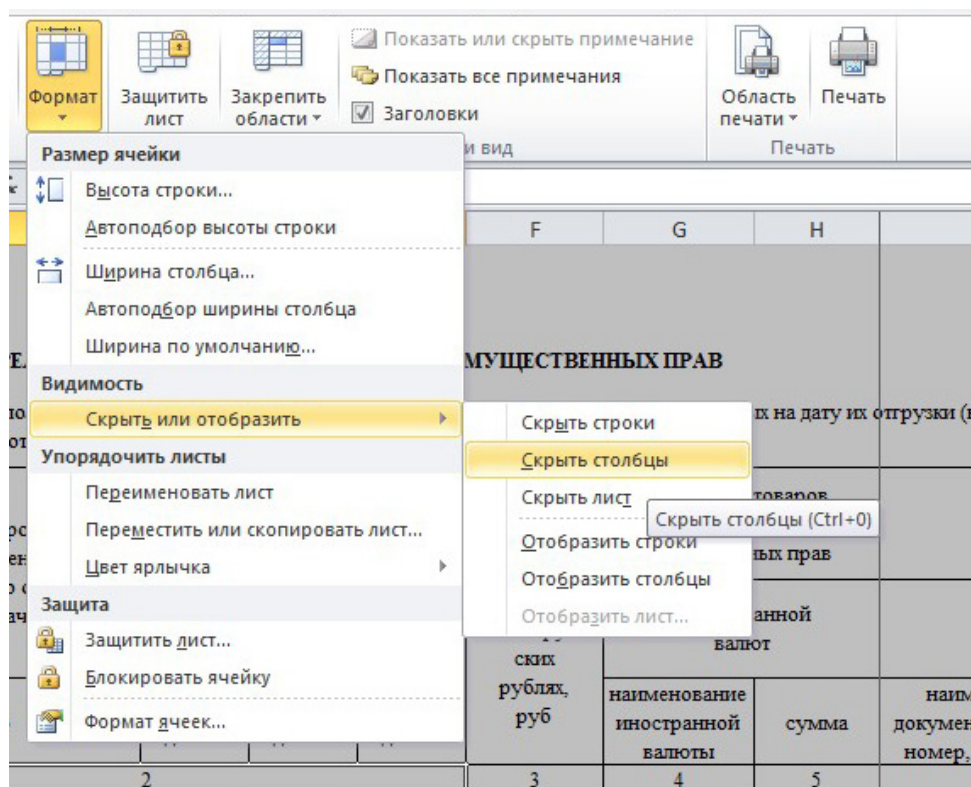 Формат
Защитить
лист
Закрепить
области
Показать или скрыть примечание
Показать все примечания
Заголовки
Область
печати
Печать
и вид
Печать
Размер ячейки
Высота строки...
Автоподбор высоты строки
Ширина столбца...
Автоподбор ширины столбца
Ширина по умолчанию...
Видимость
Скрыть или отобразить
Упорядочить листы
Переименовать лист
Переместить или скопировать лист...
Цвет ярлычка
Защита
Защитить лист...
Блокировать ячейку
Формат ячеек...
Скрыть строки
Скрыть столбцы
Скрыть лист
Скрыть столбцы (Ctrl+0)
Отобразить строки
Отобразить столбцы
Отобразить лист...
F G H
МУЩЕСТВЕННЫХ ПРАВ
х на дату их отгрузки (
товаров
ных прав
анной
валют
ских
рублях,
руб
наименование
иностранной
валюты
сумма
наим
докумен
номер,
2 3 4 5